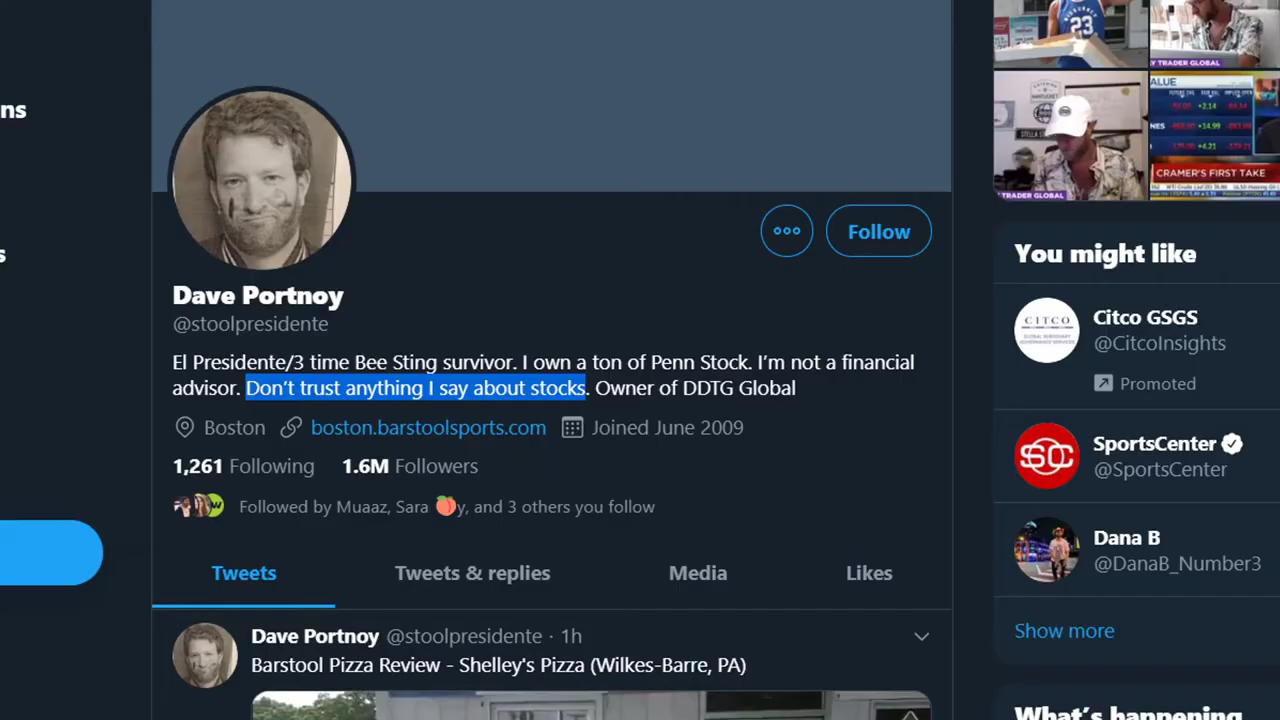 ns
s
Dave Portnoy
@stoolpresidente
El Presidente/3 time Bee Sting survivor. I own a ton of Penn Stock. I’m not a financial
advisor. Don’t trust anything I say about stocks. Owner of DDTG Global
Boston boston.barstoolsports.com Joined June 2009
1,261 Following 1.6M Followers
Followed by Muaaz, Sara 🍑y, and 3 others you follow
Follow
Tweets Tweets & replies Media Likes
Dave Portnoy @stoolpresidente · 1h
Barstool Pizza Review - Shelley's Pizza (Wilkes-Barre, PA)
23
Y TRADER GLOBAL
TRADER GLOBAL
VALUE
+2.14
+14.99
+4.21
CRAMER'S FIRST TAKE
You might like
CITCO
Citco GSGS
@CitcoInsights
Promoted
SC
SportsCenter
@SportsCenter
Dana B
@DanaB_Number3
Show more
What’s happening